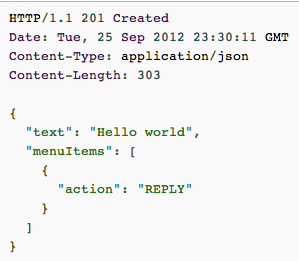 HTTP/1.1 201 Created
Date: Tue, 25 Sep 2012 23:30:11 GMT
Content-Type: application/json
Content-Length: 303

{
  "text": "Hello world",
  "menuItems": [
    {
      "action": "REPLY"
    }
  ]
}